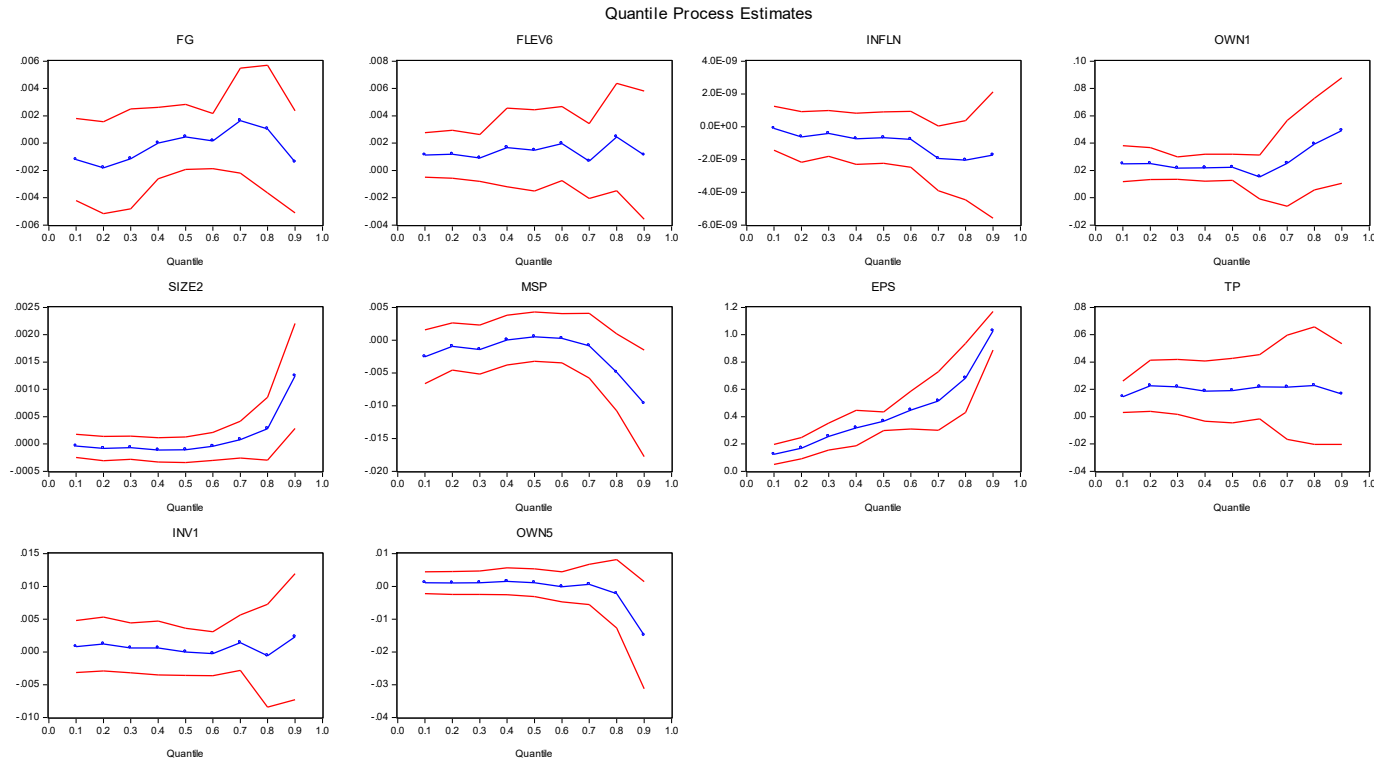 Quantile Process Estimates
FG
.006
.004
.002
.000
-.002
-.004
-.006
0.0 0.1 0.2 0.3 0.4 0.5 0.6 0.7 0.8 0.9 1.0
Quantile
FLEV6
.008
.006
.004
.002
.000
-.002
-.004
0.0 0.1 0.2 0.3 0.4 0.5 0.6 0.7 0.8 0.9 1.0
Quantile
INFLN
4.0E-09
2.0E-09
0.0E+00
-2.0E-09
-4.0E-09
-6.0E-09
0.0 0.1 0.2 0.3 0.4 0.5 0.6 0.7 0.8 0.9 1.0
Quantile
OWN1
.10
.08
.06
.04
.02
.00
-.02
0.0 0.1 0.2 0.3 0.4 0.5 0.6 0.7 0.8 0.9 1.0
Quantile
SIZE2
.0025
.0020
.0015
.0010
.0005
.0000
-.0005
0.0 0.1 0.2 0.3 0.4 0.5 0.6 0.7 0.8 0.9 1.0
Quantile
MSP
.005
.000
-.005
-.010
-.015
-.020
0.0 0.1 0.2 0.3 0.4 0.5 0.6 0.7 0.8 0.9 1.0
Quantile
EPS
1.2
1.0
0.8
0.6
0.4
0.2
0.0
0.0 0.1 0.2 0.3 0.4 0.5 0.6 0.7 0.8 0.9 1.0
Quantile
TP
.08
.06
.04
.02
.00
-.02
-.04
0.0 0.1 0.2 0.3 0.4 0.5 0.6 0.7 0.8 0.9 1.0
Quantile
INV1
.015
.010
.005
.000
-.005
-.010
0.0 0.1 0.2 0.3 0.4 0.5 0.6 0.7 0.8 0.9 1.0
Quantile
OWN5
.01
.00
-.01
-.02
-.03
-.04
0.0 0.1 0.2 0.3 0.4 0.5 0.6 0.7 0.8 0.9 1.0
Quantile